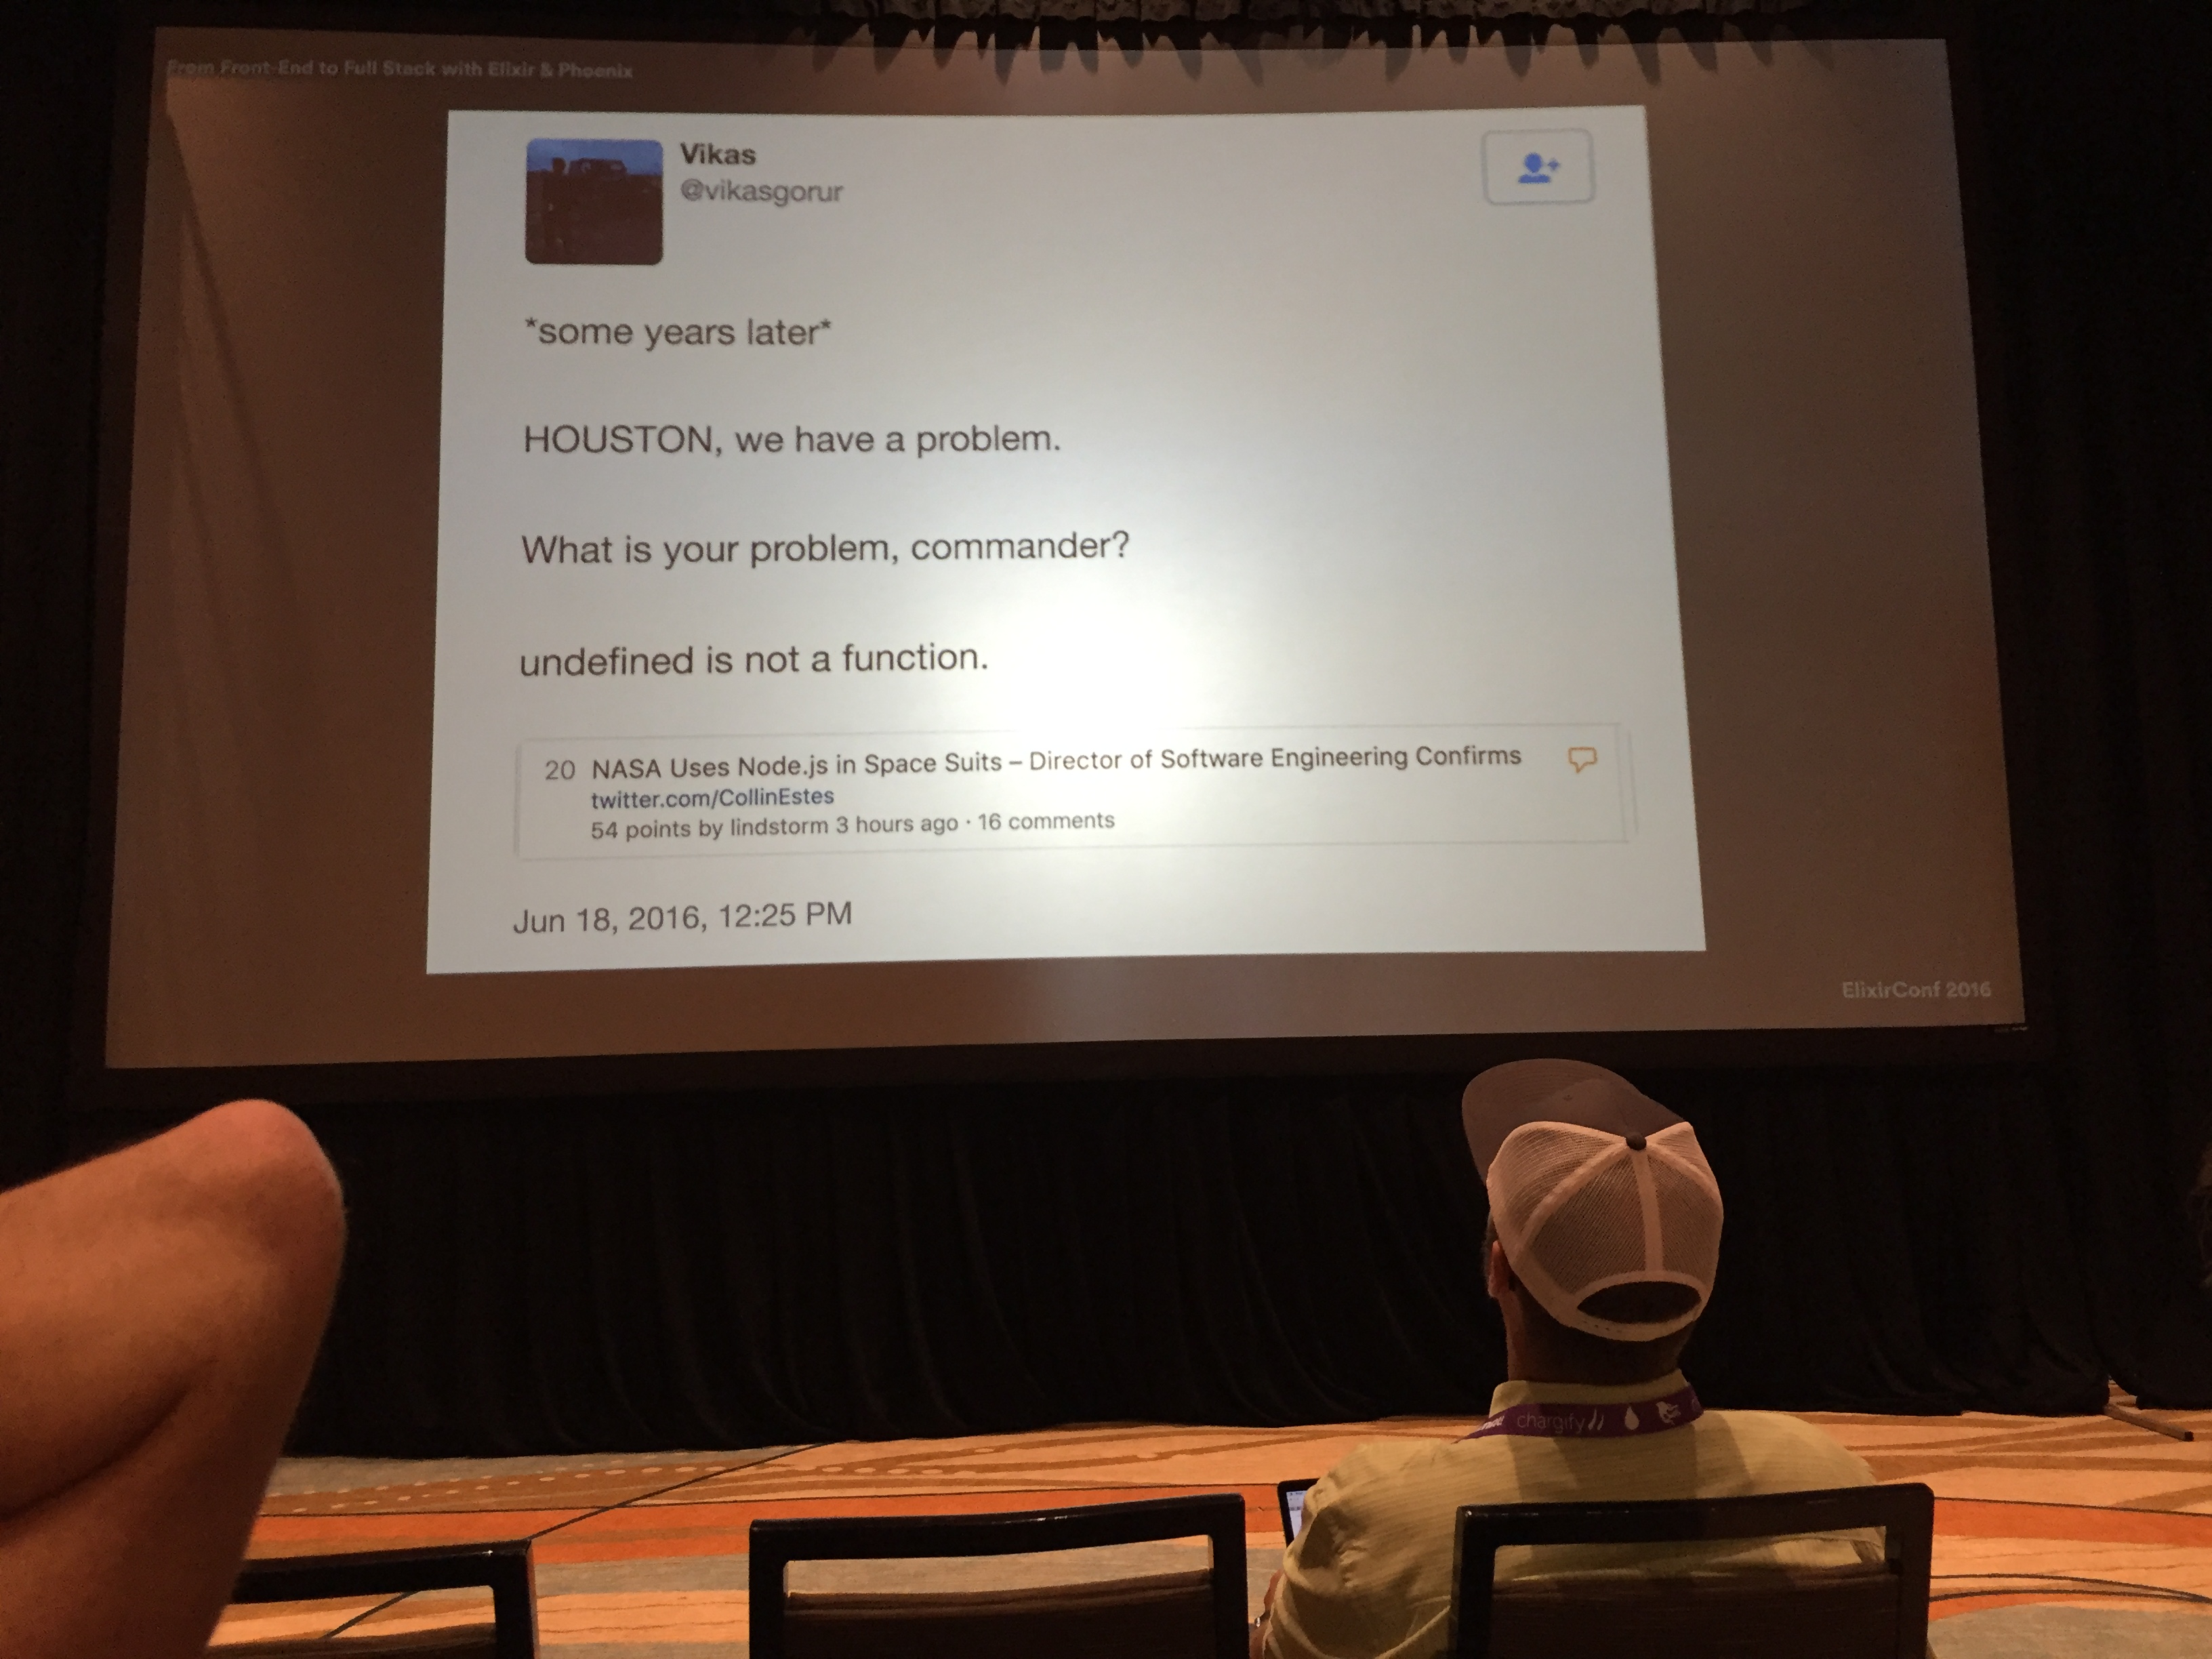 From Front-End to Full Stack with Elixir & Phoenix
Vikas
@vikasgorur
*some years later*
HOUSTON, we have a problem.
What is your problem, commander?
undefined is not a function.
20 NASA Uses Node.js in Space Suits – Director of Software Engineering Confirms
twitter.com/CollinEstes
54 points by lindstorm 3 hours ago · 16 comments
Jun 18, 2016, 12:25 PM
ElixirConf 2016
chargify